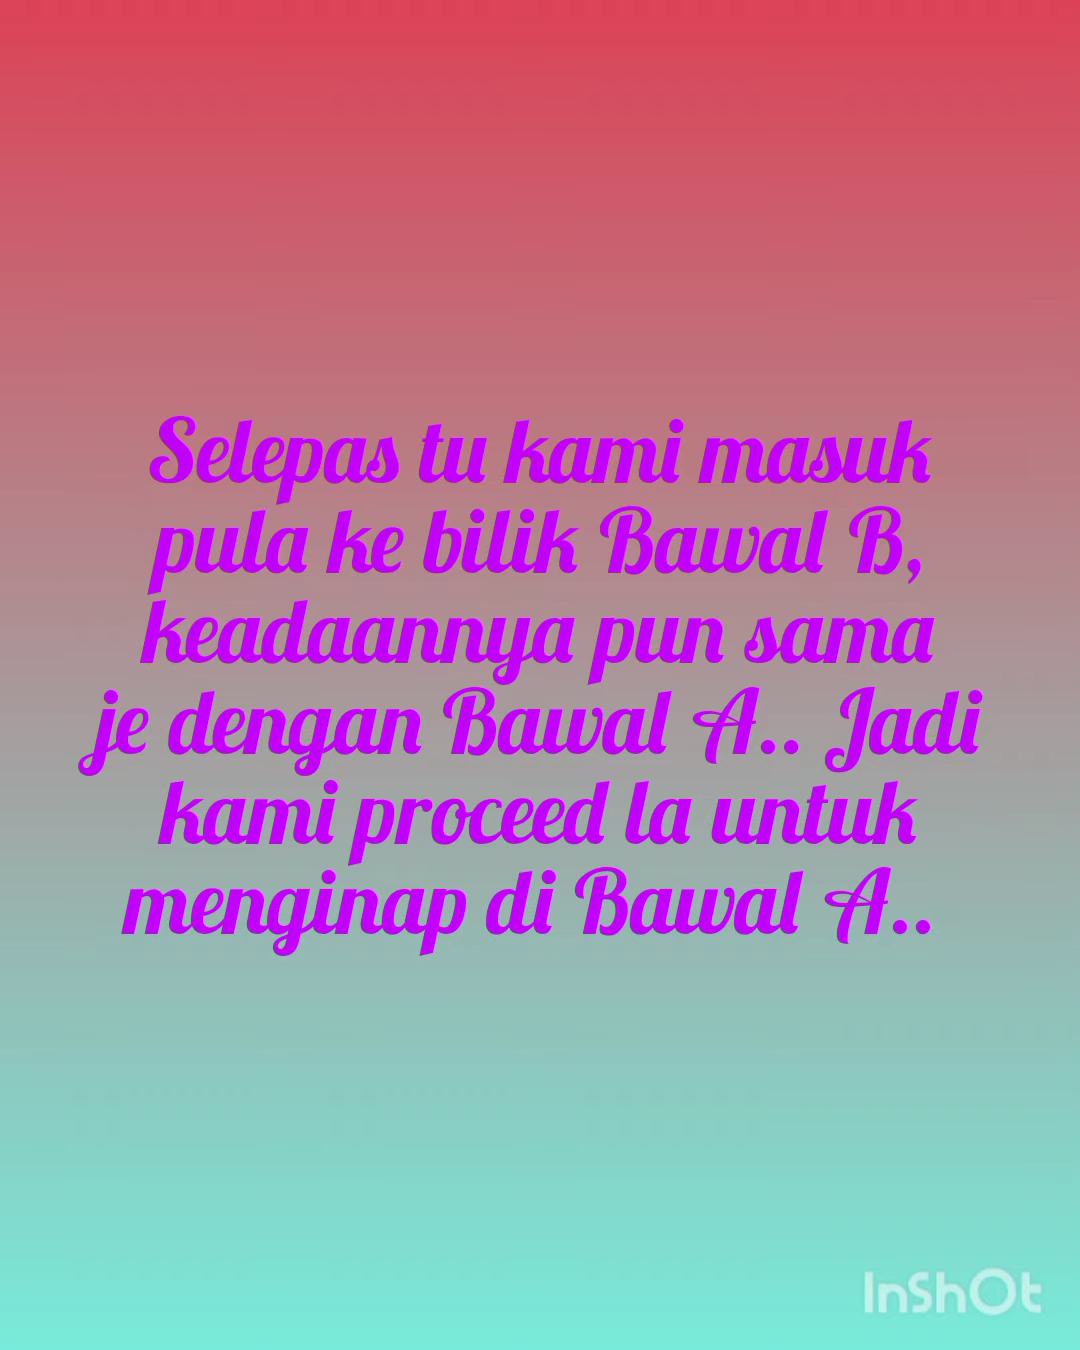 Selepas tu kami masuk
pula ke bilik Bawal B,
keadaannya pun sama
je dengan Bawal A.. Jadi
kami proceed la untuk
menginap di Bawal A..
InShOt